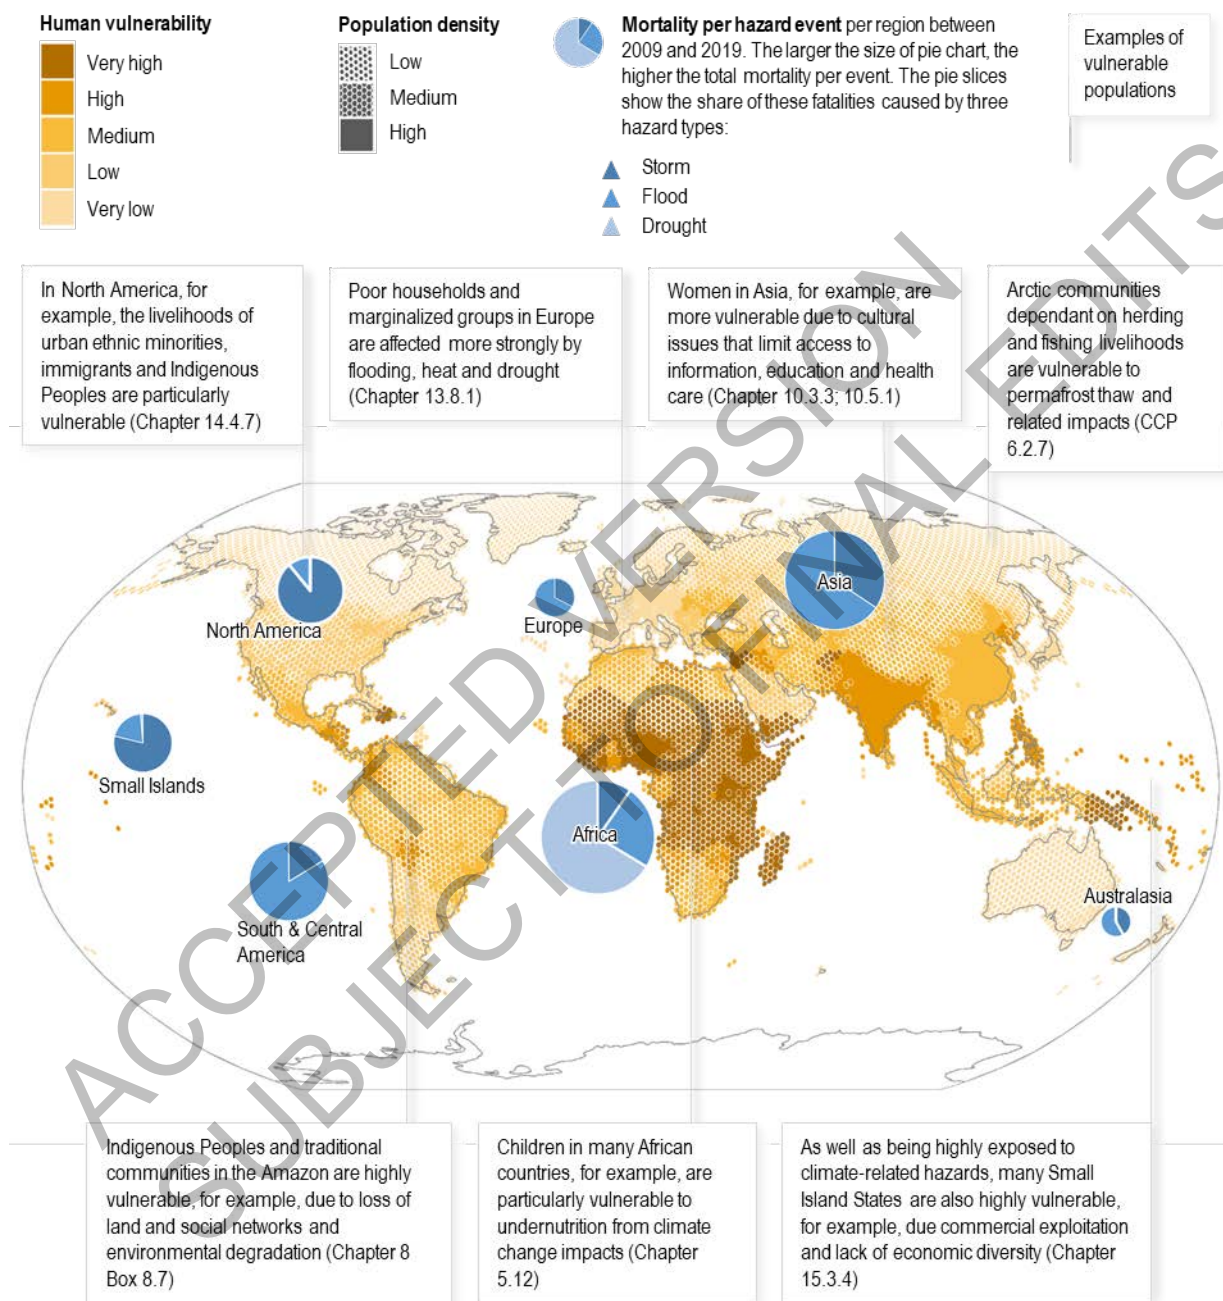 Human vulnerability
Very high
High
Medium
Low
Very low
Population density
Low
Medium
High
Mortality per hazard event per region between
2009 and 2019. The larger the size of pie chart, the
higher the total mortality per event. The pie slices
show the share of these fatalities caused by three
hazard types:
Storm
Flood
Drought
Examples of
vulnerable
populations
In North America, for
example, the livelihoods of
urban ethnic minorities,
immigrants and Indigenous
Peoples are particularly
vulnerable (Chapter 14.4.7)
Poor households and
marginalized groups in Europe
are affected more strongly by
flooding, heat and drought
(Chapter 13.8.1)
Women in Asia, for example, are
more vulnerable due to cultural
issues that limit access to
information, education and health
care (Chapter 10.3.3; 10.5.1)
Arctic communities
dependant on herding
and fishing livelihoods
are vulnerable to
permafrost thaw and
related impacts (CCP
6.2.7)
North America
Europe
Asia
Small Islands
Africa
South & Central
America
Australasia
Indigenous Peoples and traditional
communities in the Amazon are highly
vulnerable, for example, due to loss of
land and social networks and
environmental degradation (Chapter 8
Box 8.7)
Children in many African
countries, for example, are
particularly vulnerable to
undernutrition from climate
change impacts (Chapter
5.12)
As well as being highly exposed to
climate-related hazards, many Small
Island States are also highly vulnerable,
for example, due commercial exploitation
and lack of economic diversity (Chapter
15.3.4)
ACCEPTED VERSION
SUBJECT TO FINAL EDITS